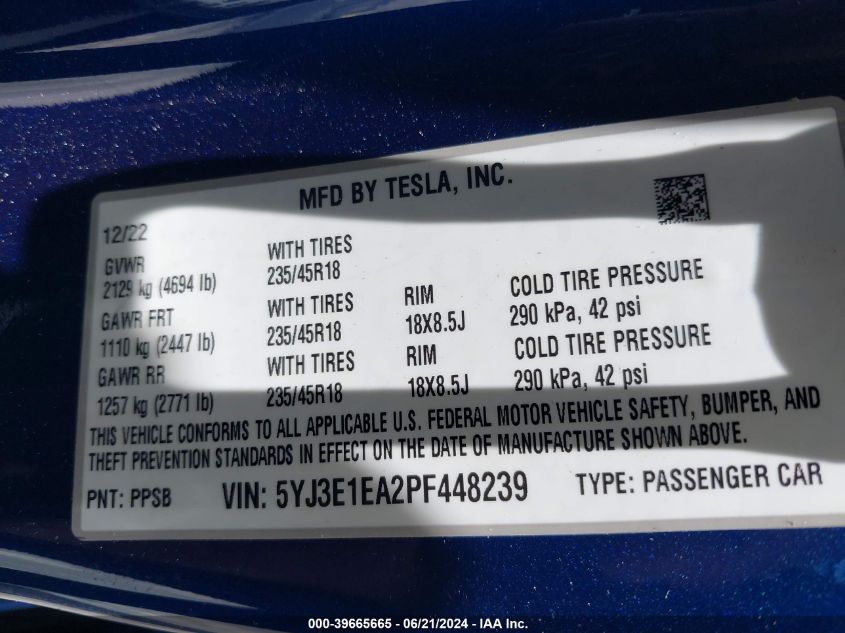 MFD BY TESLA, INC.
12/22
GVWR
2129 kg (4694 lb)
WITH TIRES
235/45R18
GAWR FRT
1110 kg (2447 lb)
WITH TIRES
235/45R18
RIM
18X8.5J
COLD TIRE PRESSURE
290 kPa, 42 psi
GAWR RR
1257 kg (2771 lb)
WITH TIRES
235/45R18
RIM
18X8.5J
COLD TIRE PRESSURE
290 kPa, 42 psi
THIS VEHICLE CONFORMS TO ALL APPLICABLE U.S. FEDERAL MOTOR VEHICLE SAFETY, BUMPER, AND
THEFT PREVENTION STANDARDS IN EFFECT ON THE DATE OF MANUFACTURE SHOWN ABOVE.
PNT: PPSB VIN: 5YJ3E1EA2PF448239 TYPE: PASSENGER CAR
000-39665665 - 06/21/2024 - IAA Inc.